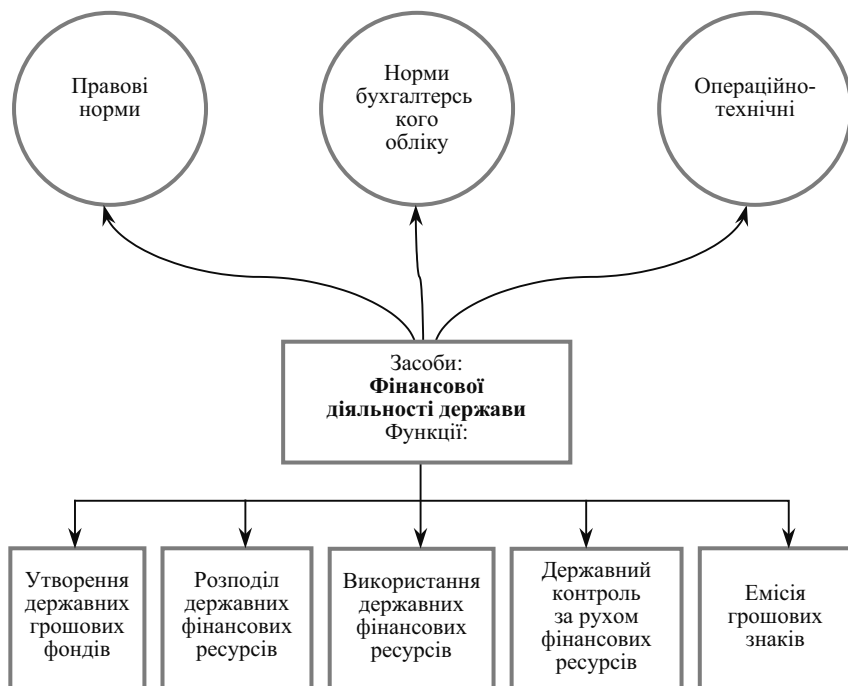 Правові
норми
Норми
бухгалтерсь
кого
обліку
Операційно-
технічні
Засоби:
Фінансової
діяльності держави
Функції:
Утворення
державних
грошових
фондів
Розподіл
державних
фінансових
ресурсів
Використання
державних
фінансових
ресурсів
Державний
контроль
за рухом
фінансових
ресурсів
Емісія
грошових
знаків